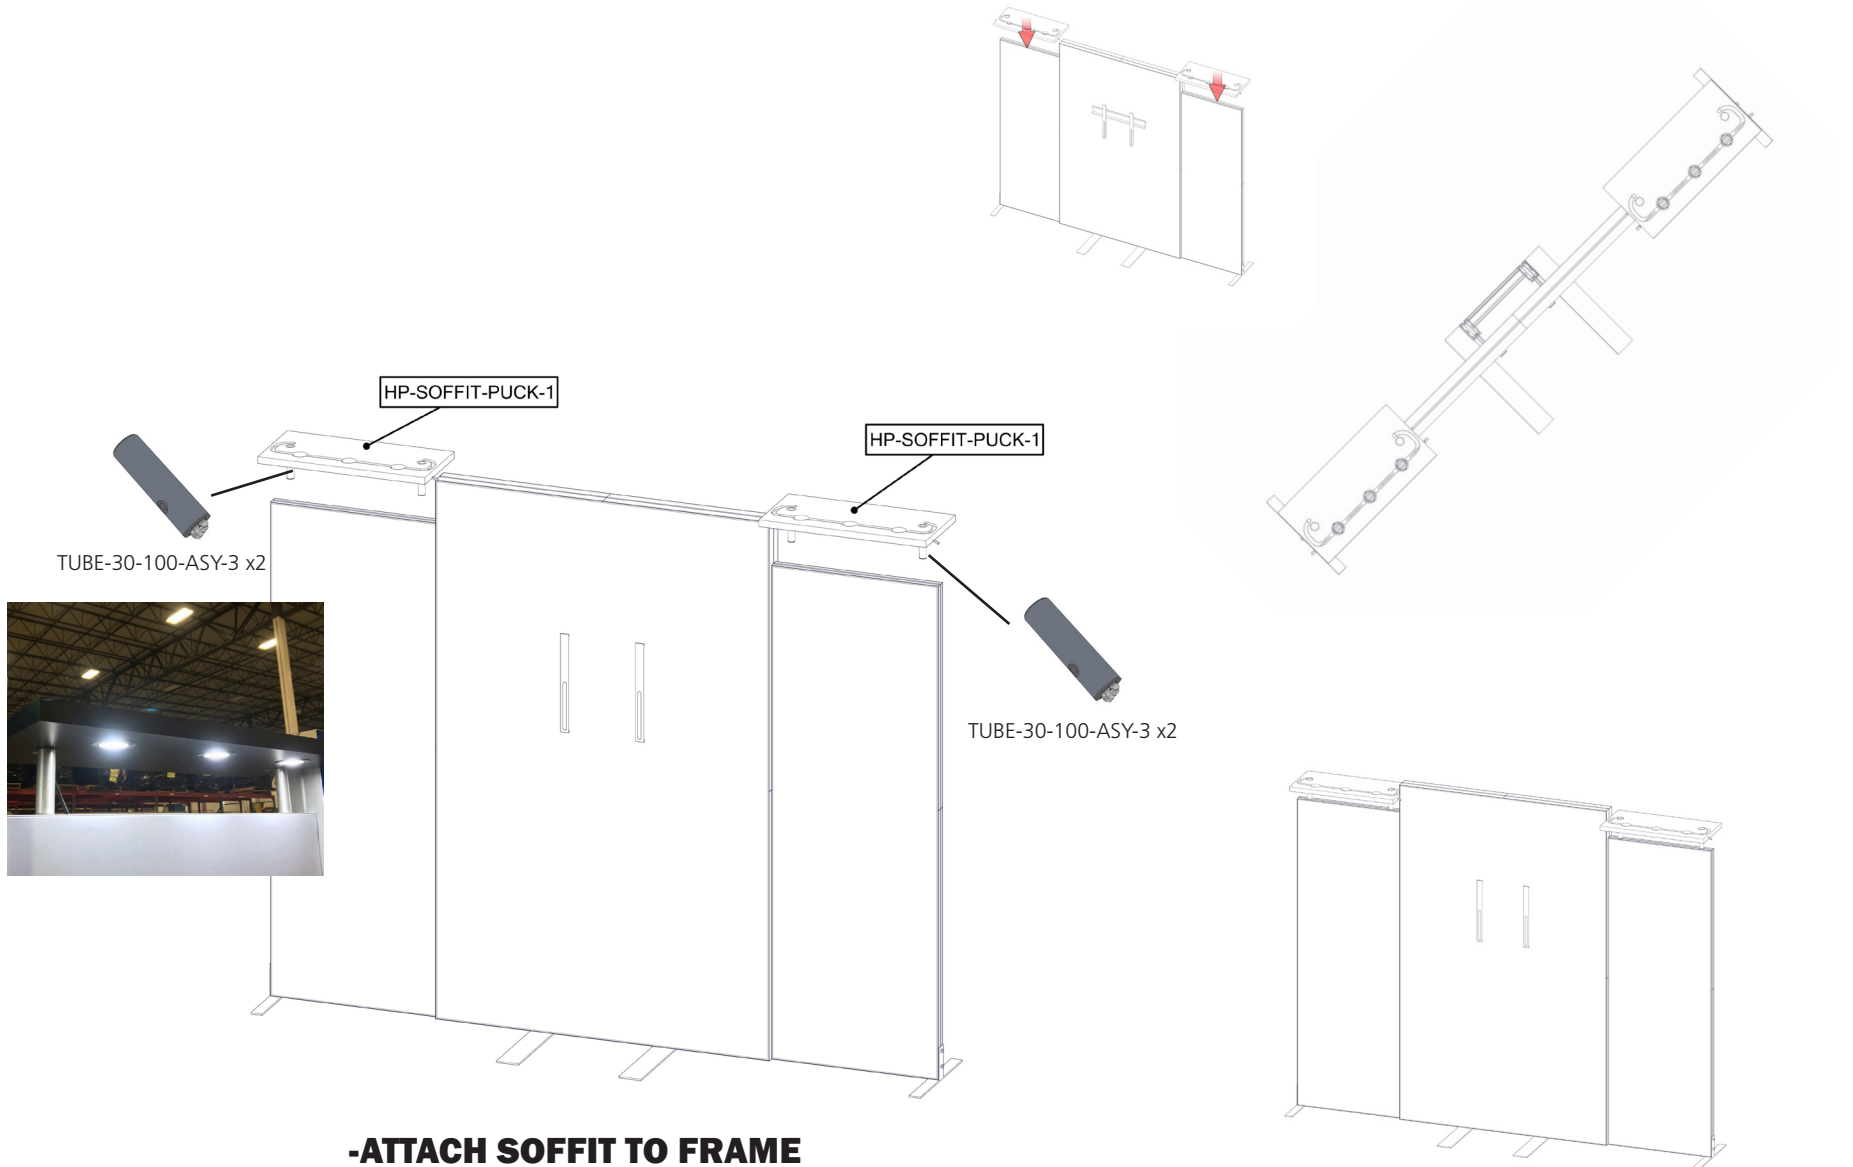 HP-SOFFIT-PUCK-1
HP-SOFFIT-PUCK-1
TUBE-30-100-ASY-3 x2
TUBE-30-100-ASY-3 x2
-ATTACH SOFFIT TO FRAME